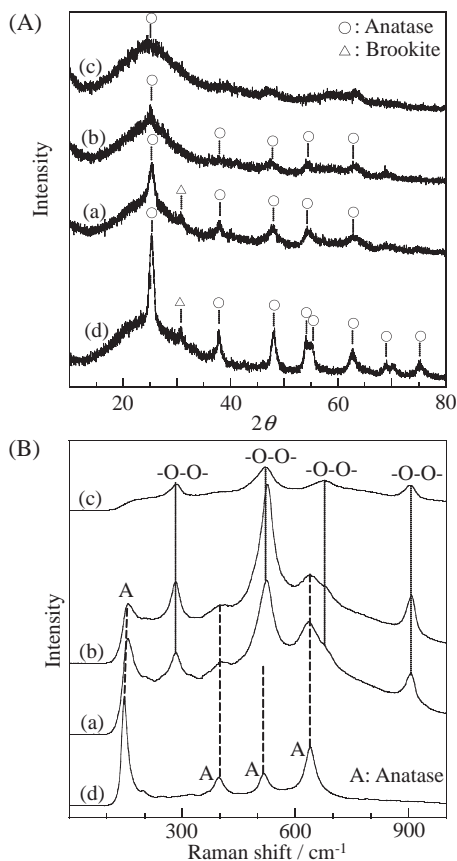 (A)
○: Anatase
△: Brookite
(c)
(b)
(a)
(d)
Intensity
20 40 60 80
2θ
(B)
-O-O-
-O-O-
-O-O-
-O-O-
(c)
A
(b)
(a)
A
A
A
A: Anatase
(d)
Intensity
300 600 900
Raman shift / cm⁻¹